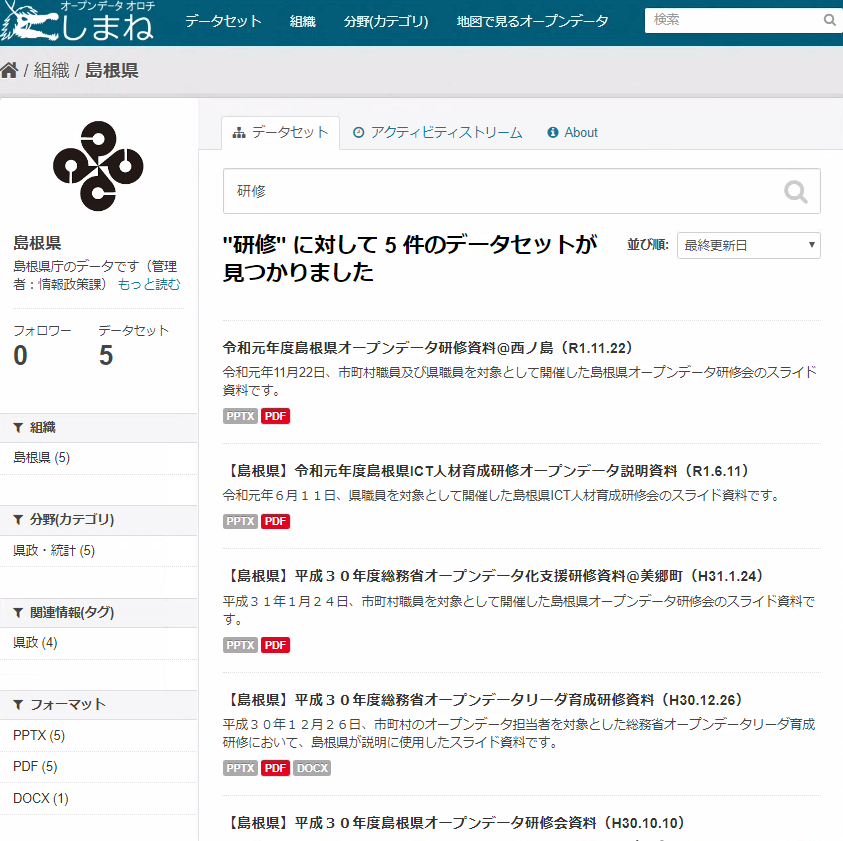 オープンデータ オロチ
しまね
データセット 組織 分野(カテゴリ) 地図で見るオープンデータ 検索
/ 組織 / 島根県
島根県
島根県庁のデータです（管理
者：情報政策課） もっと読む
フォロワー データセット
0 5
組織
島根県 (5)
分野(カテゴリ)
県政・統計 (5)
関連情報(タグ)
県政 (4)
フォーマット
PPTX (5)
PDF (5)
DOCX (1)
データセット アクティビティストリーム About
研修
"研修" に対して 5 件のデータセットが
見つかりました
並び順: 最終更新日
令和元年度島根県オープンデータ研修資料@西ノ島（R1.11.22）
令和元年11月22日、市町村職員及び県職員を対象として開催した島根県オープンデータ研修会のスライド
資料です。
PPTX PDF
【島根県】令和元年度島根県ICT人材育成研修オープンデータ説明資料（R1.6.11）
令和元年６月１１日、県職員を対象として開催した島根県ICT人材育成研修会のスライド資料です。
PPTX PDF
【島根県】平成３０年度総務省オープンデータ化支援研修資料@美郷町（H31.1.24）
平成３１年１月２４日、市町村職員を対象として開催した島根県オープンデータ研修会のスライド資料で
す。
PPTX PDF
【島根県】平成３０年度総務省オープンデータリーダ育成研修資料（H30.12.26）
平成３０年１２月２６日、市町村のオープンデータ担当者を対象とした総務省オープンデータリーダ育成
研修において、島根県が説明に使用したスライド資料です。
PPTX PDF DOCX
【島根県】平成３０年度島根県オープンデータ研修会資料（H30.10.10）